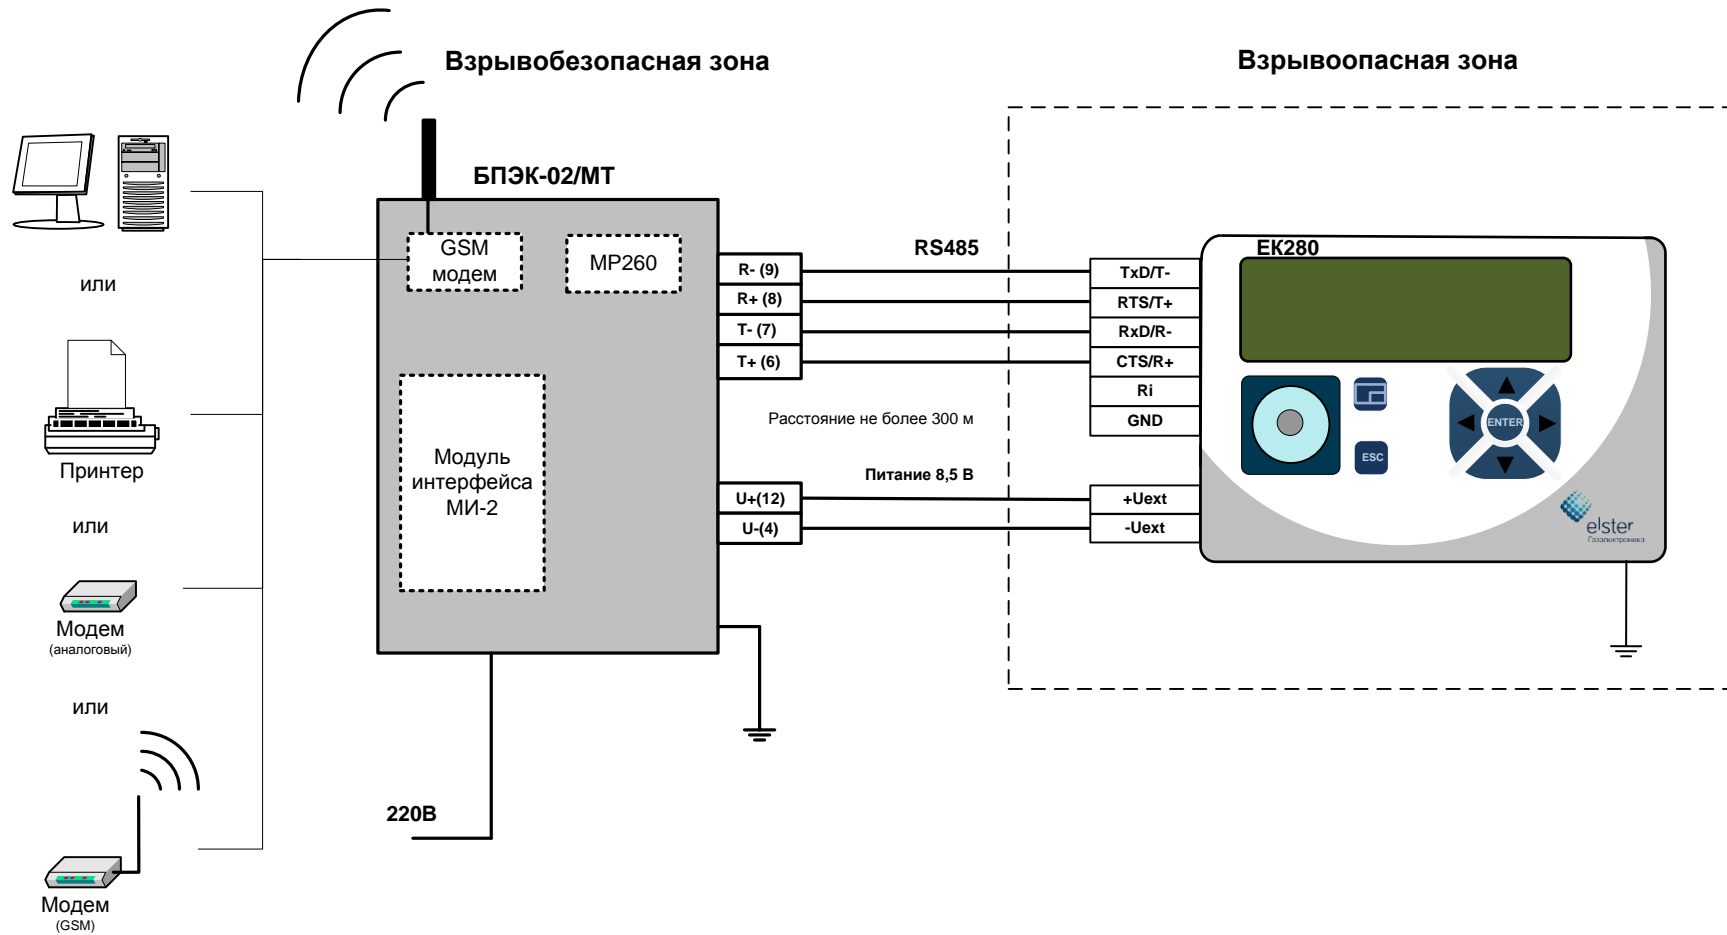 Взрывобезопасная зона
Взрывоопасная зона
БПЭК-02/МТ
GSM
модем
МР260
Модуль
интерфейса
МИ-2
R- (9)
R+ (8)
T- (7)
T+ (6)
U+(12)
U-(4)
RS485
Расстояние не более 300 м
Питание 8,5 В
TxD/T-
RTS/T+
RxD/R-
CTS/R+
Ri
GND
+Uext
-Uext
ЕК280
ENTER
ESC
elster
Газэлектроника
или
Принтер
или
Модем
(аналоговый)
или
Модем
(GSM)
220В